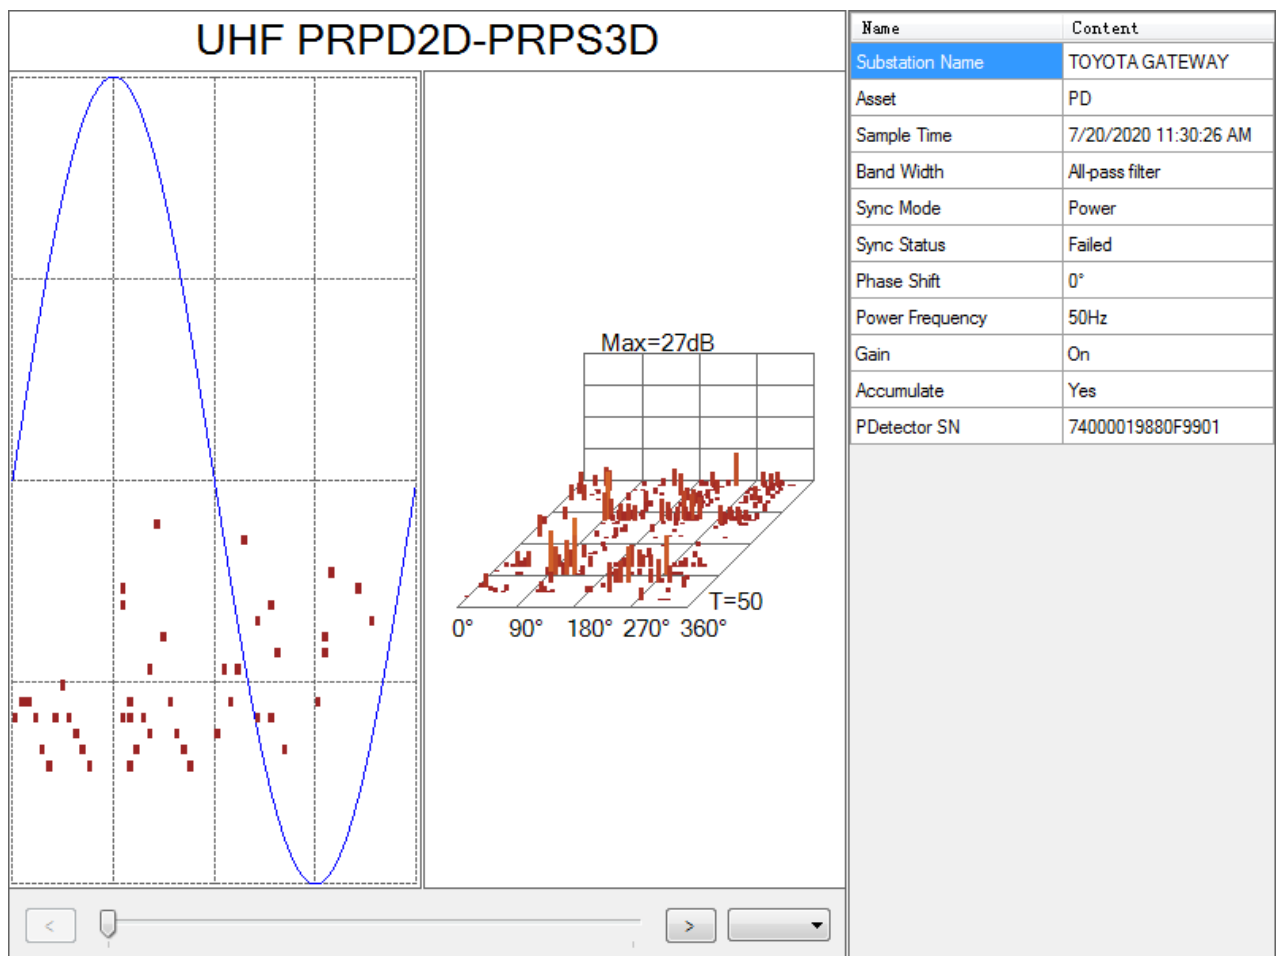 UHF PRPD2D-PRPS3D
Max=27dB
T=50
0° 90° 180° 270° 360°
<
>
Name Content
Substation Name TOYOTA GATEWAY
Asset PD
Sample Time 7/20/2020 11:30:26 AM
Band Width All-pass filter
Sync Mode Power
Sync Status Failed
Phase Shift 0°
Power Frequency 50Hz
Gain On
Accumulate Yes
PDetector SN 74000019880F9901